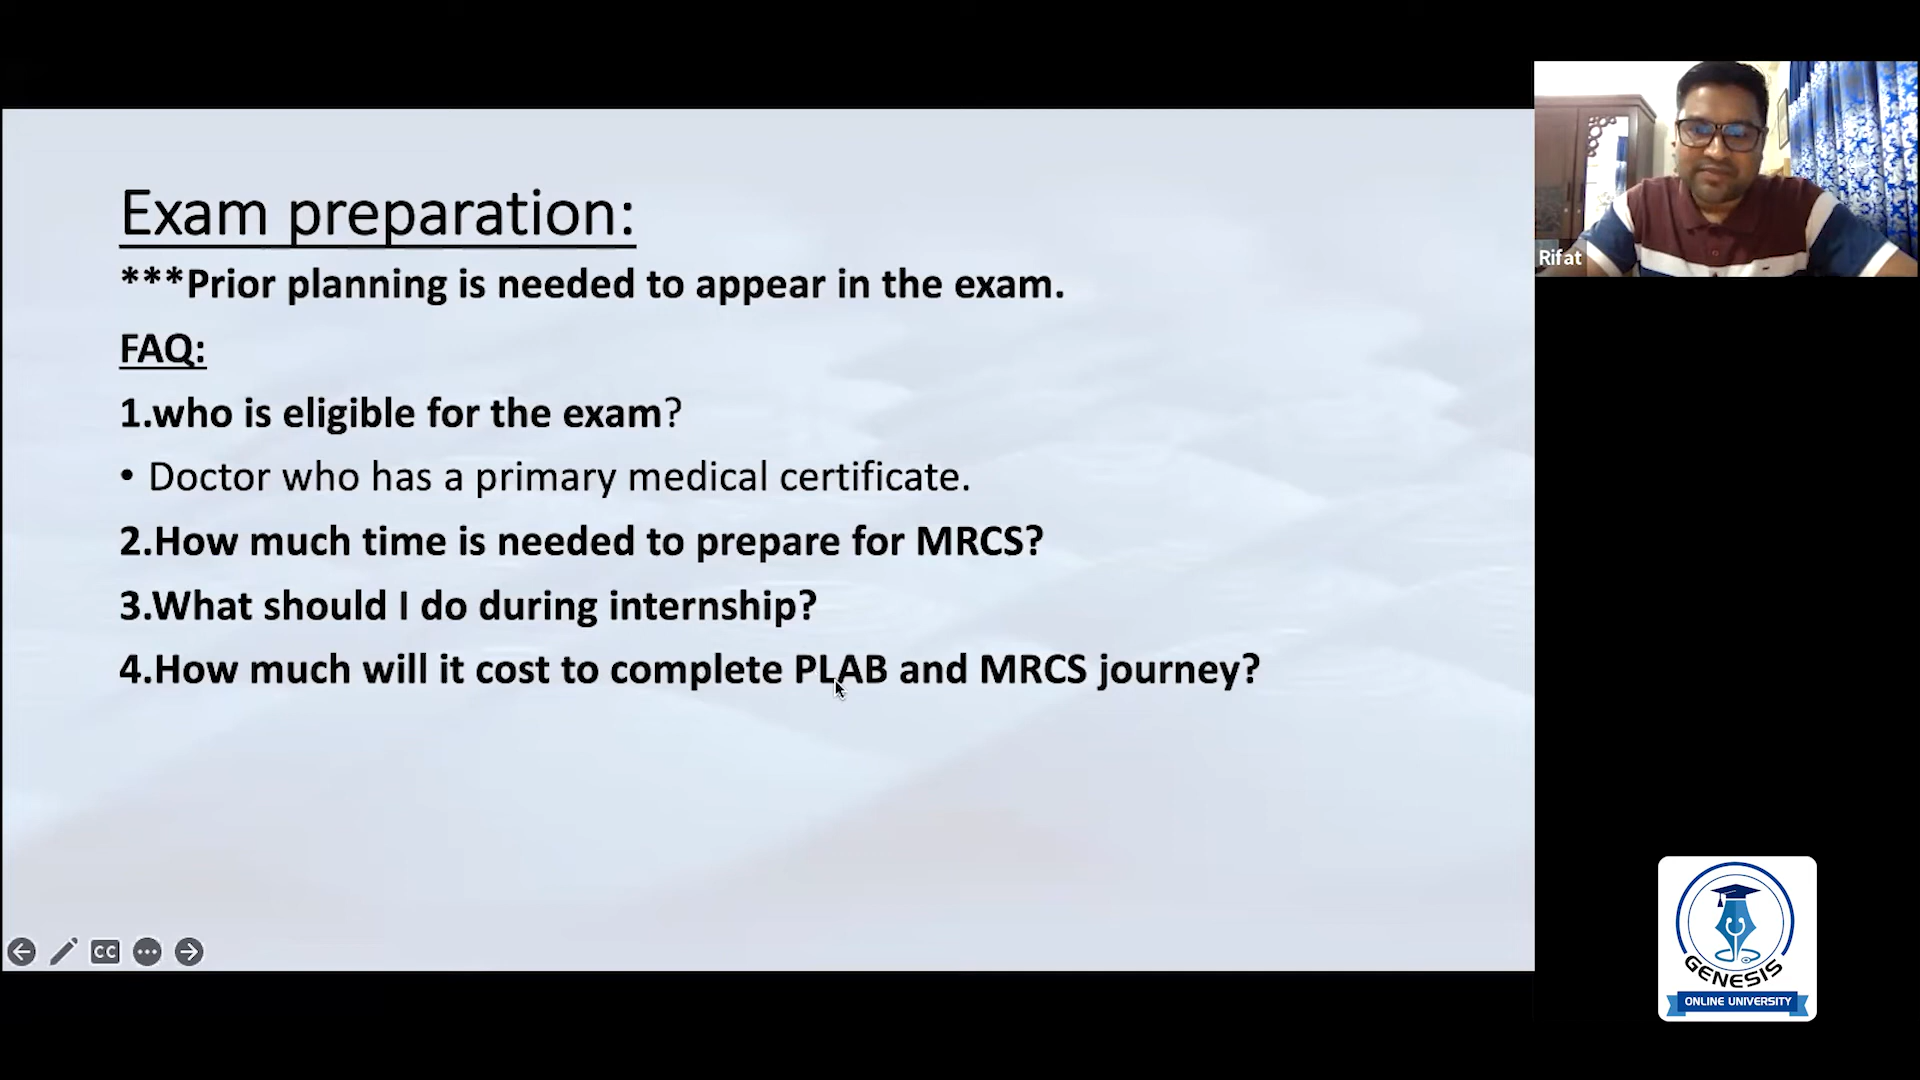 Exam preparation:
***Prior planning is needed to appear in the exam.
FAQ:
1.who is eligible for the exam?
• Doctor who has a primary medical certificate.
2.How much time is needed to prepare for MRCS?
3.What should I do during internship?
4.How much will it cost to complete PLAB and MRCS journey?
CC
Rifat
GENESIS
ONLINE UNIVERSITY